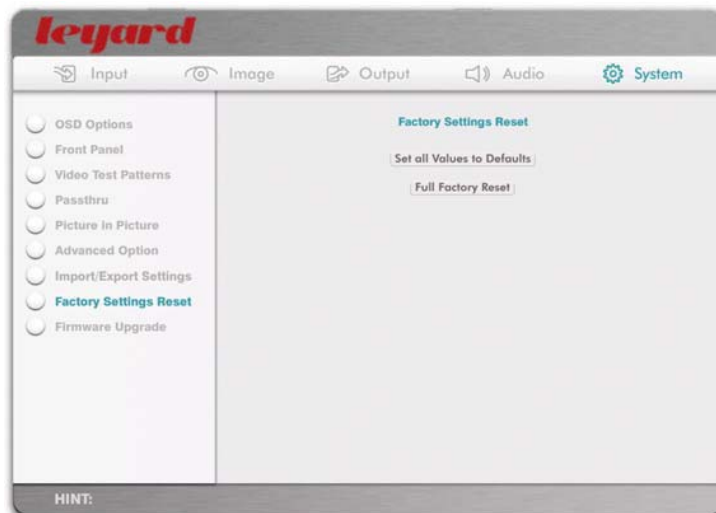 leyard
Input Image Output Audio System
OSD Options
Front Panel
Video Test Patterns
Passthru
Picture in Picture
Advanced Option
Import/Export Settings
Factory Settings Reset
Firmware Upgrade
Factory Settings Reset
Set all Values to Defaults
Full Factory Reset
HINT: